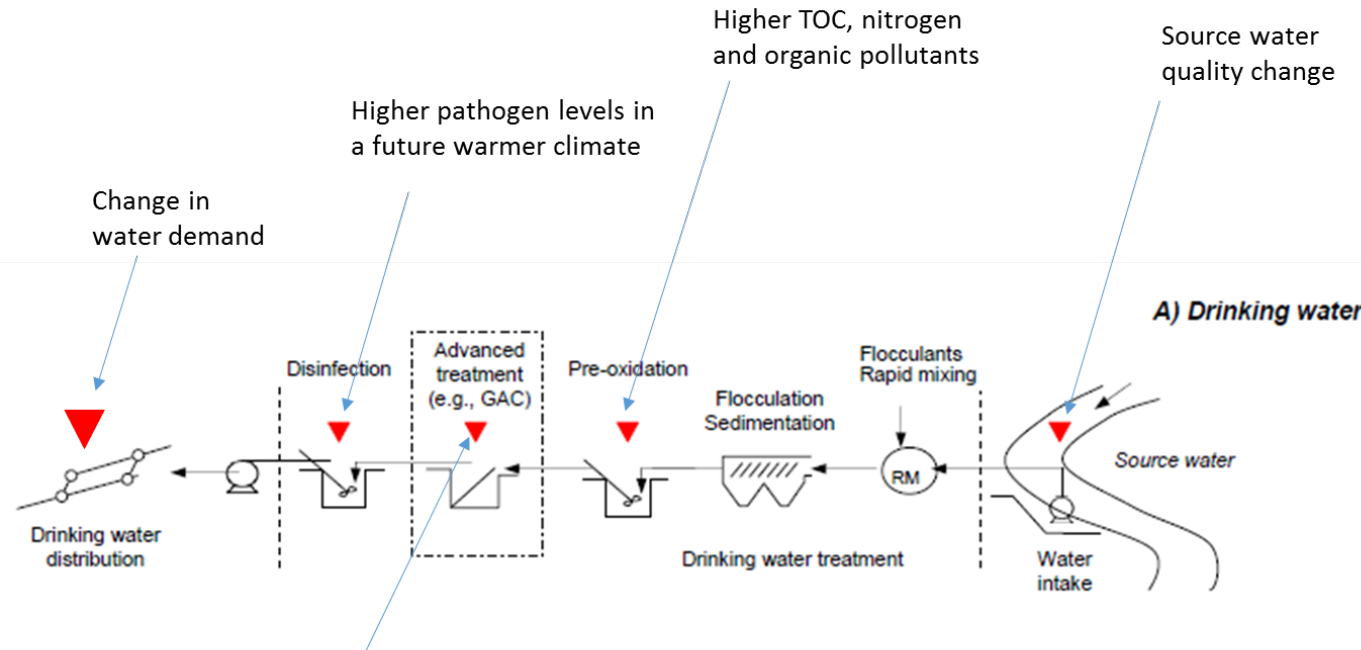 Higher TOC, nitrogen
and organic pollutants
Source water
quality change
Higher pathogen levels in
a future warmer climate
Change in
water demand
A) Drinking water
Disinfection
Advanced
treatment
(e.g., GAC)
Pre-oxidation
Flocculants
Rapid mixing
Flocculation
Sedimentation
RM
Source water
Drinking water
distribution
Drinking water treatment
Water
intake